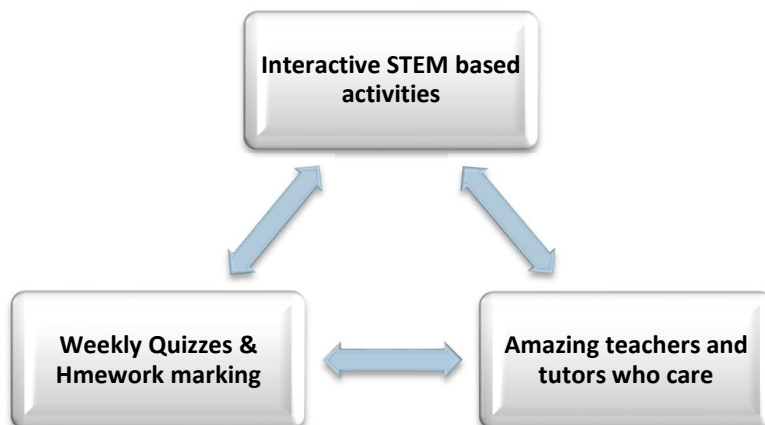 Interactive STEM based
activities
Weekly Quizzes &
Hmework marking
Amazing teachers and
tutors who care